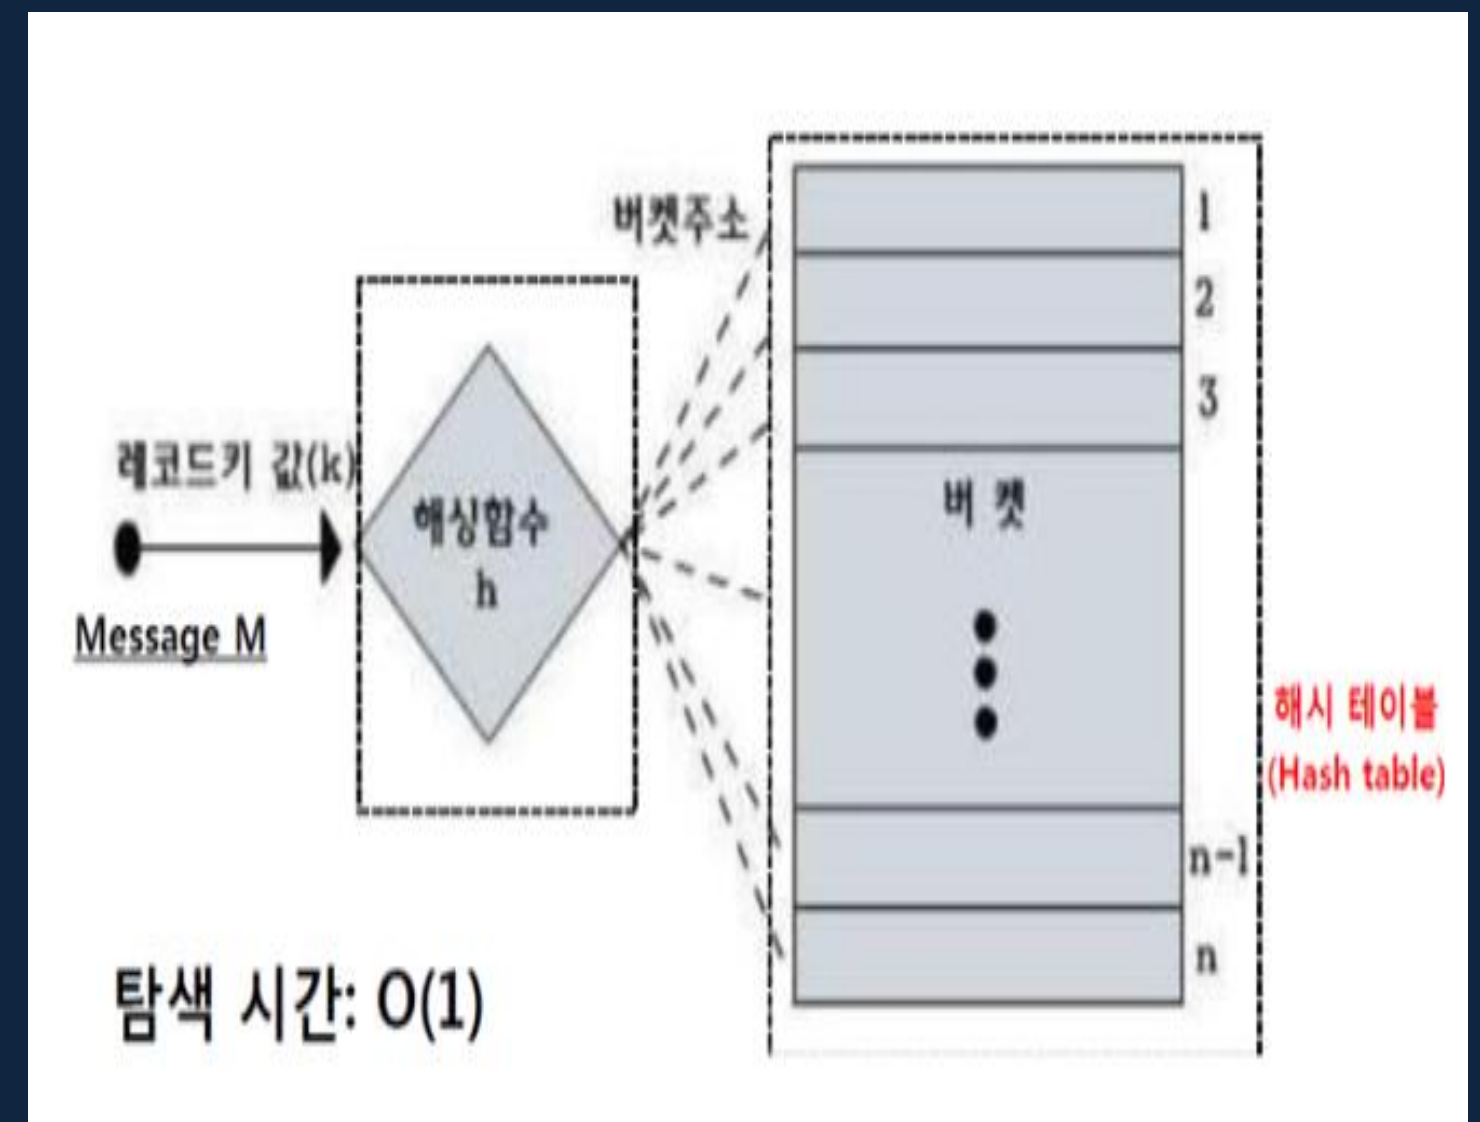 버켓주소
1
2
3
레코드키 값(k)
해싱함수
h
버 켓
Message M
해시 테이블
(Hash table)
n-1
n
탐색 시간: O(1)